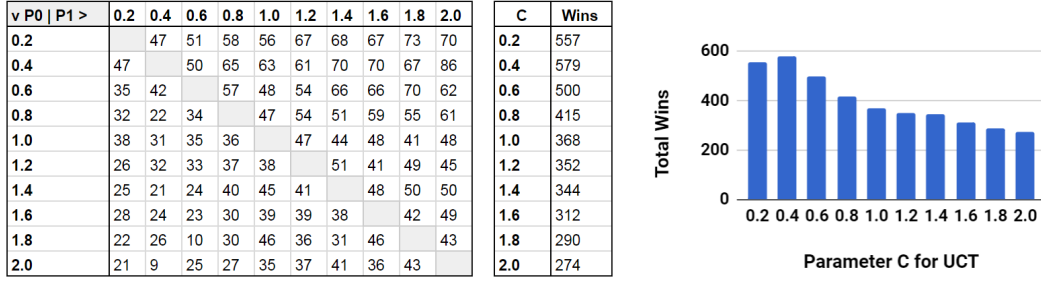 v P0 | P1 > 0.2 0.4 0.6 0.8 1.0 1.2 1.4 1.6 1.8 2.0
0.2 47 51 58 56 67 68 67 73 70
0.4 47 50 65 63 61 70 70 67 86
0.6 35 42 57 48 54 66 66 70 62
0.8 32 22 34 47 54 51 59 55 61
1.0 38 31 35 36 47 44 48 41 48
1.2 26 32 33 37 38 51 41 49 45
1.4 25 21 24 40 45 41 48 50 50
1.6 28 24 23 30 39 39 38 42 49
1.8 22 26 10 30 46 36 31 46 43
2.0 21 9 25 27 35 37 41 36 43
C Wins
0.2 557
0.4 579
0.6 500
0.8 415
1.0 368
1.2 352
1.4 344
1.6 312
1.8 290
2.0 274
Total Wins
600
400
200
0
0.2 0.4 0.6 0.8 1.0 1.2 1.4 1.6 1.8 2.0
Parameter C for UCT